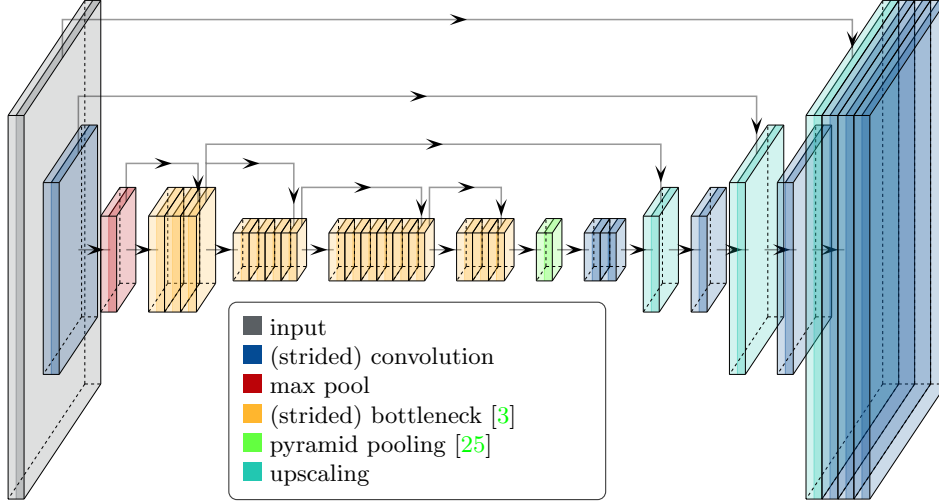 input
(strided) convolution
max pool
(strided) bottleneck [3]
pyramid pooling [25]
upscaling